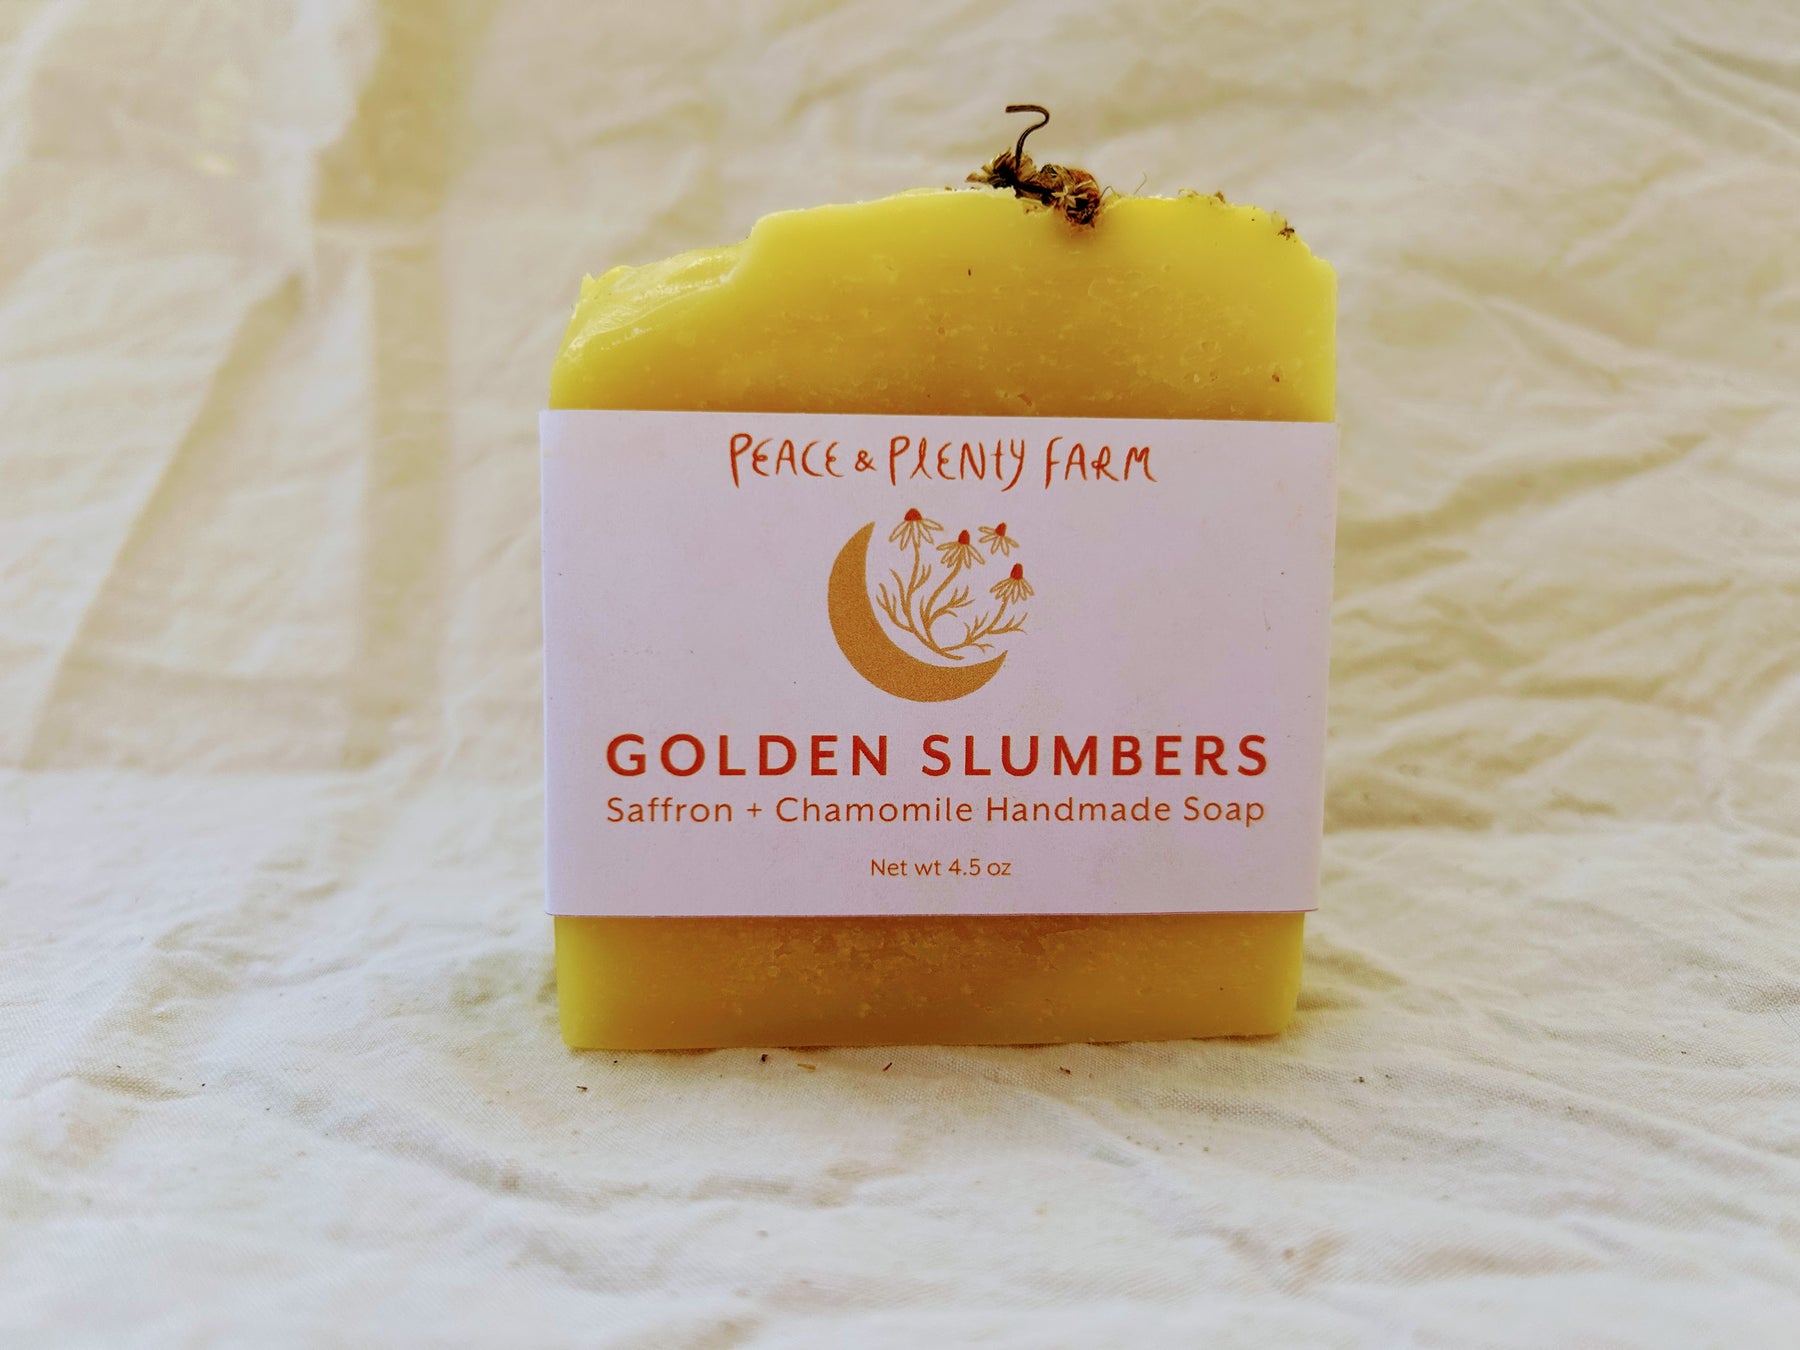 PEACE & PLENTY FARM
GOLDEN SLUMBERS
Saffron + Chamomile Handmade Soap
Net wt 4.5 oz